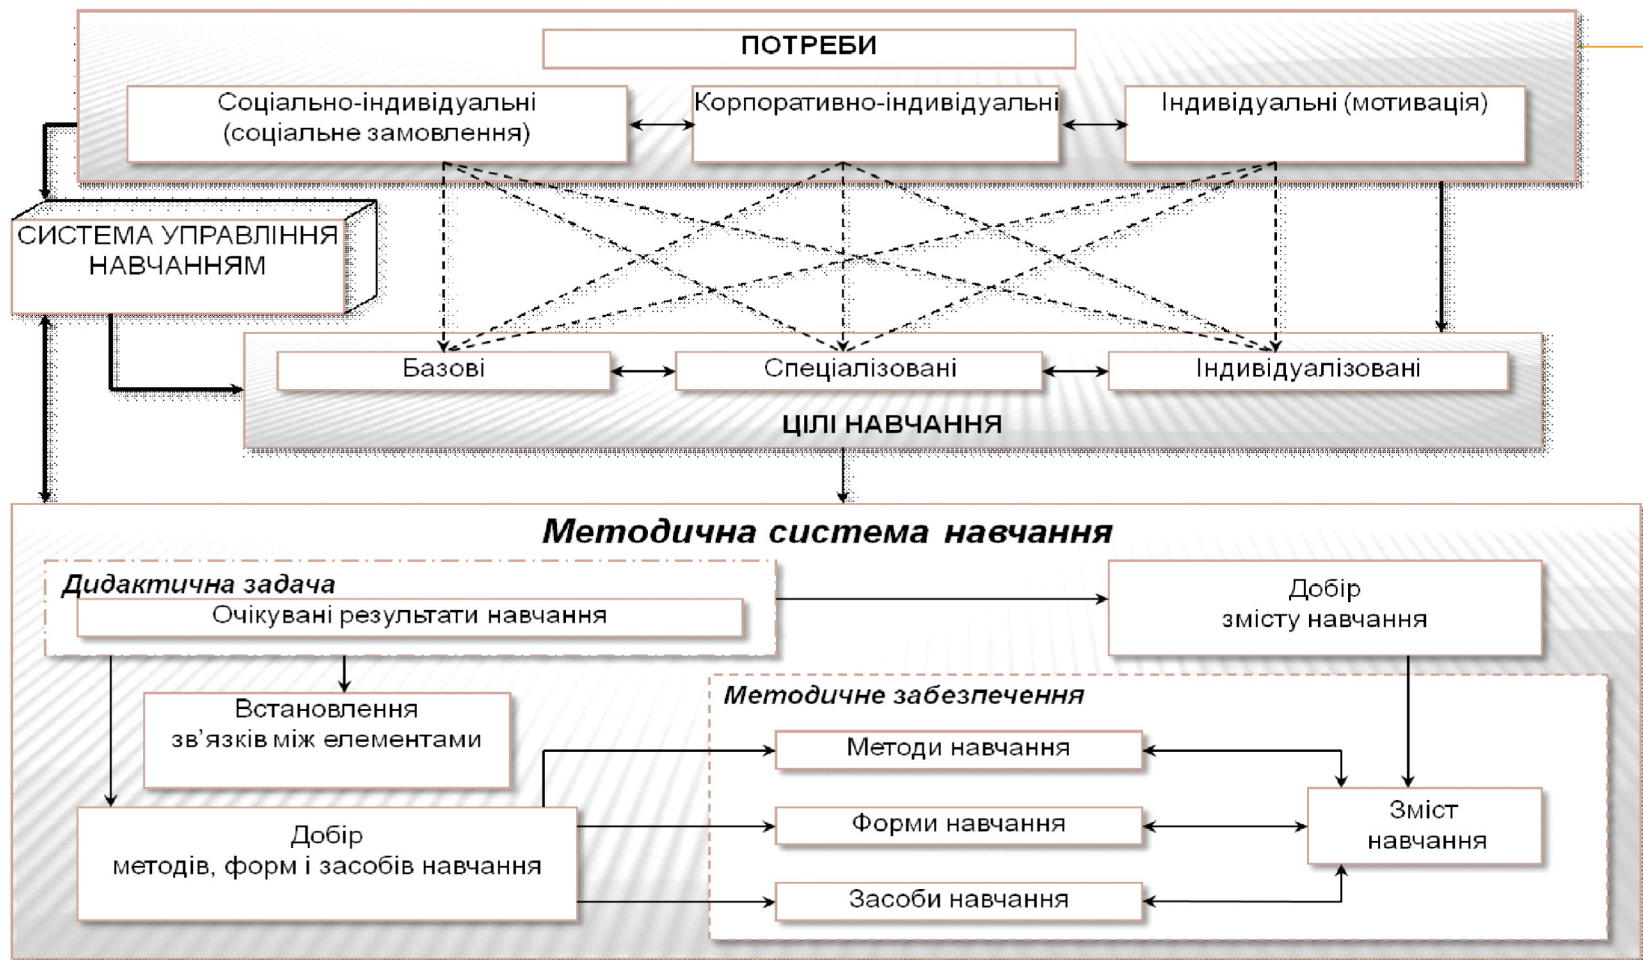 ПОТРЕБИ
Соціально-індивідуальні
(соціальне замовлення)
Корпоративно-індивідуальні
Індивідуальні (мотивація)
СИСТЕМА УПРАВЛІННЯ
НАВЧАННЯМ
Базові
Спеціалізовані
Індивідуалізовані
ЦІЛІ НАВЧАННЯ
Методична система навчання
Дидактична задача
Очікувані результати навчання
Добір
змісту навчання
Встановлення
зв’язків між елементами
Методичне забезпечення
Методи навчання
Форми навчання
Засоби навчання
Зміст
навчання
Добір
методів, форм і засобів навчання